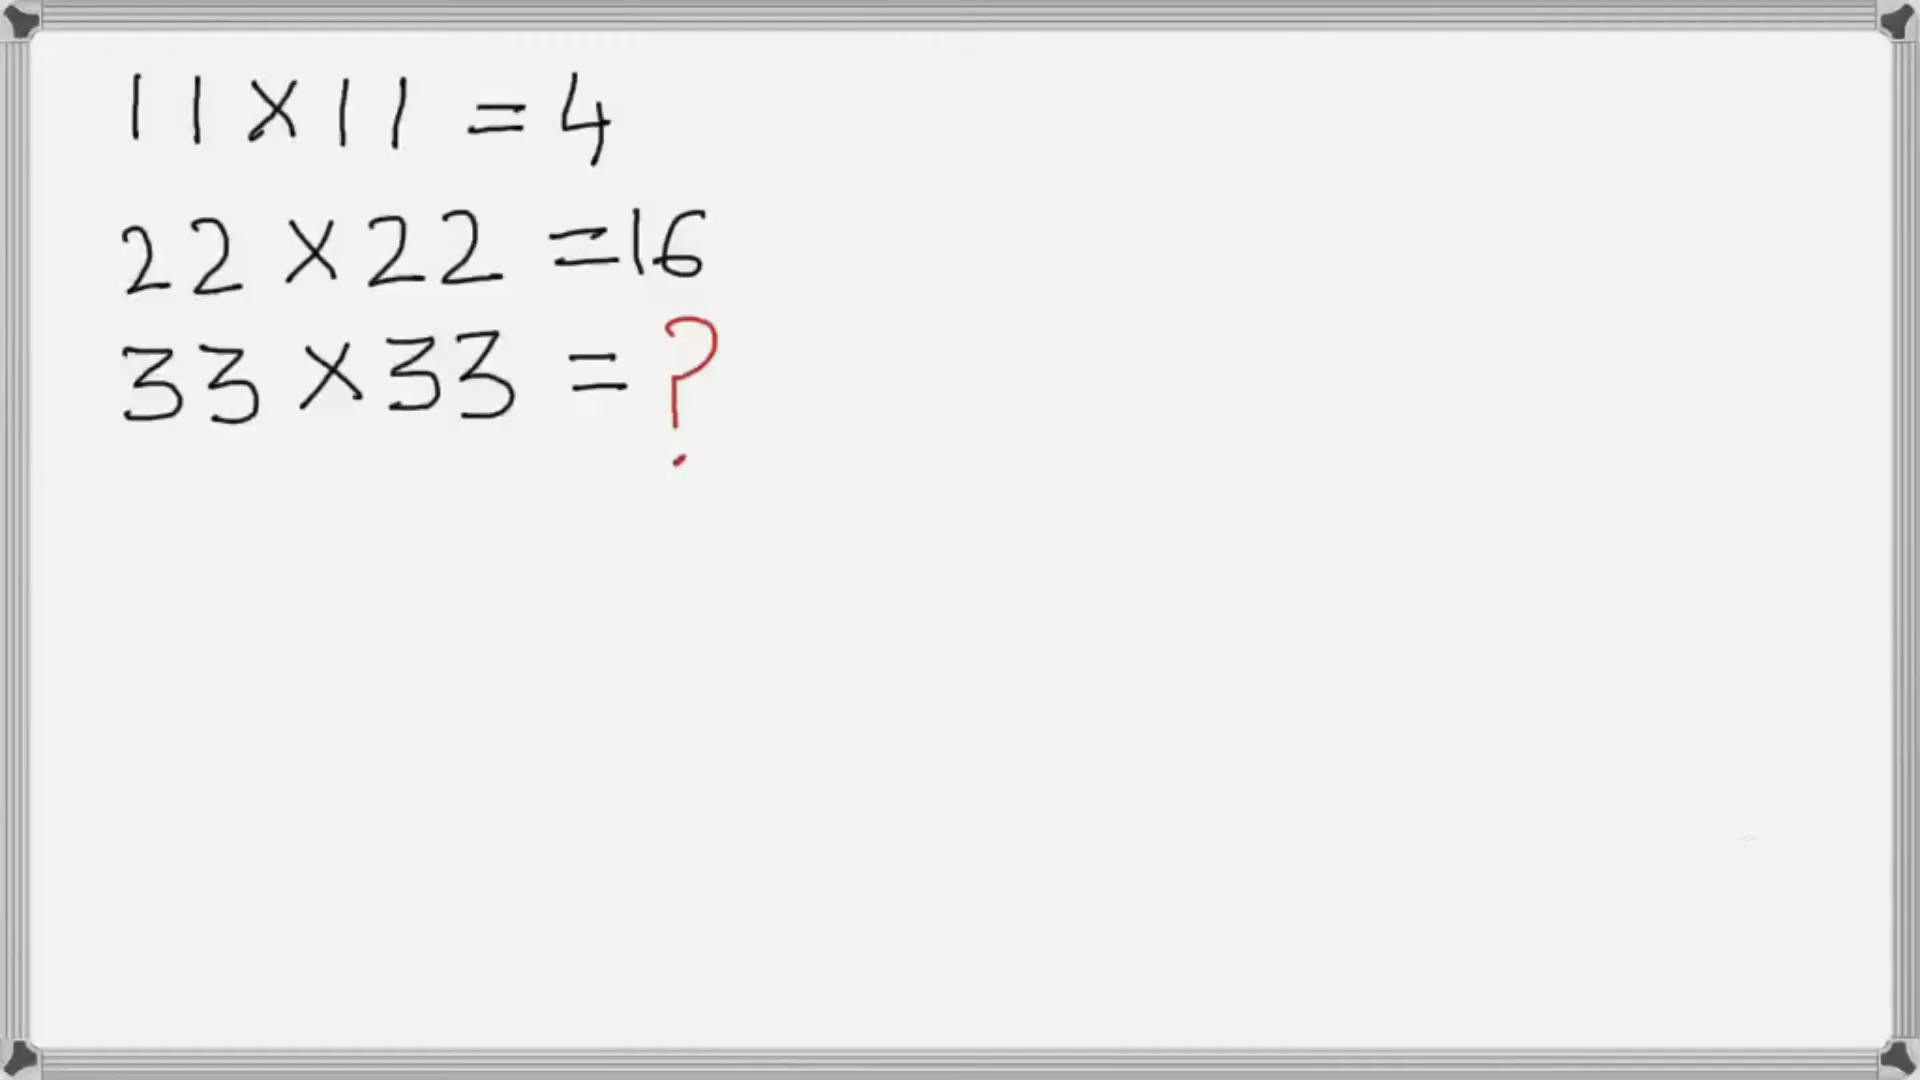 11 × 11 = 4
22 × 22 = 16
33 × 33 = ?